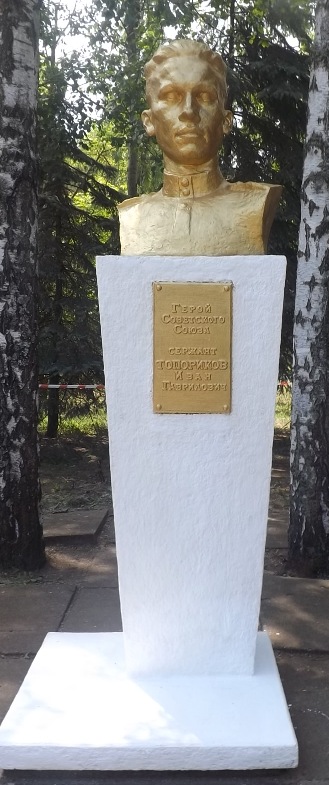 Герой
Советского
Союза
сержант
Топориков
Иван
Гаврилович